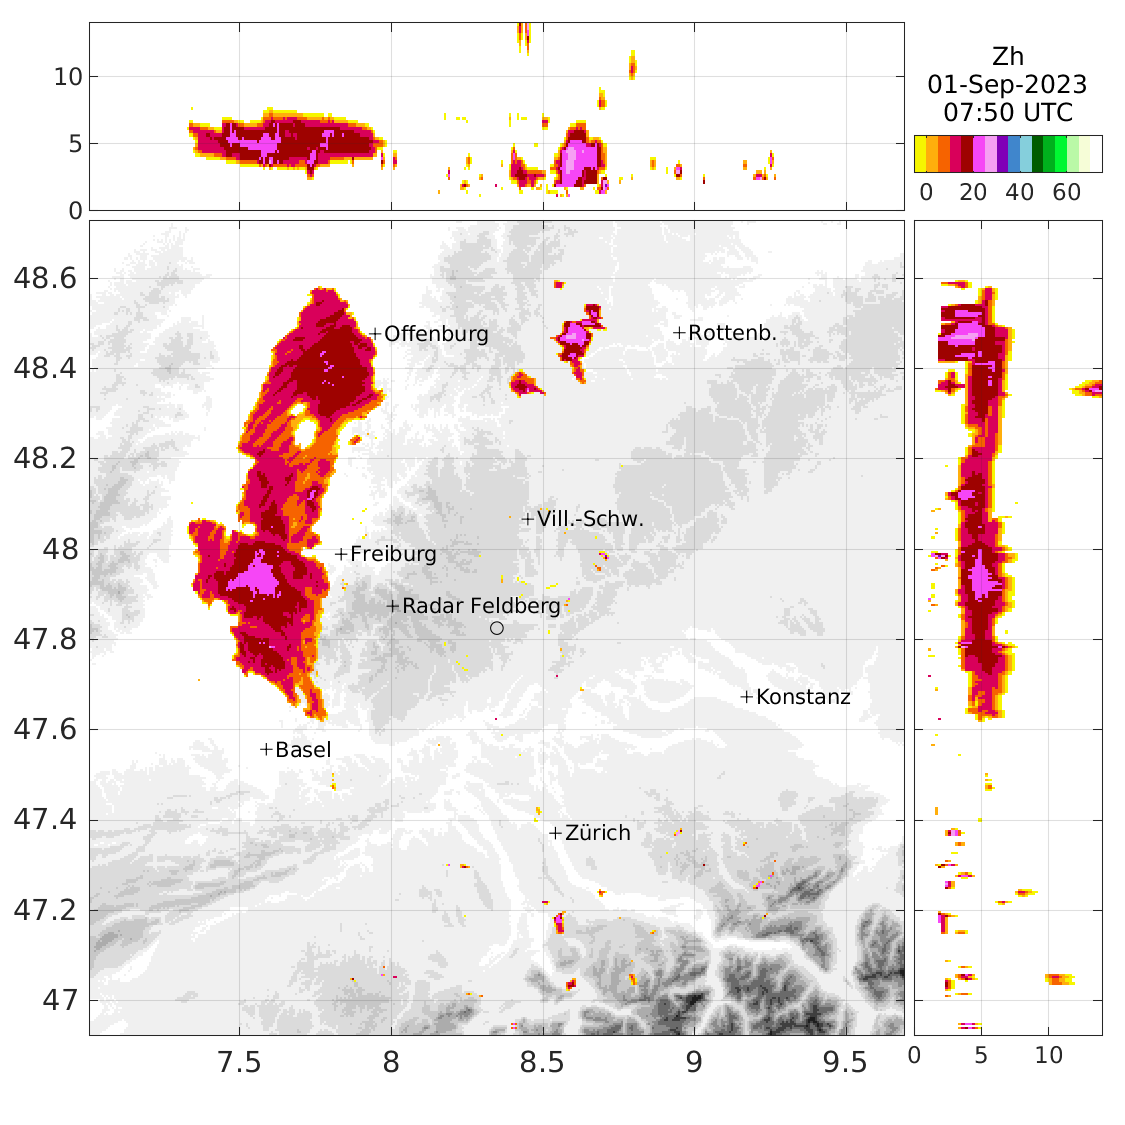 10
5
0
Zh
01-Sep-2023
07:50 UTC
0 20 40 60
48.6
48.4
48.2
48
47.8
47.6
47.4
47.2
47
Offenburg
Rottenb.
Vill.-Schw.
Freiburg
Radar Feldberg
Konstanz
Basel
Zürich
7.5 8 8.5 9 9.5
0 5 10